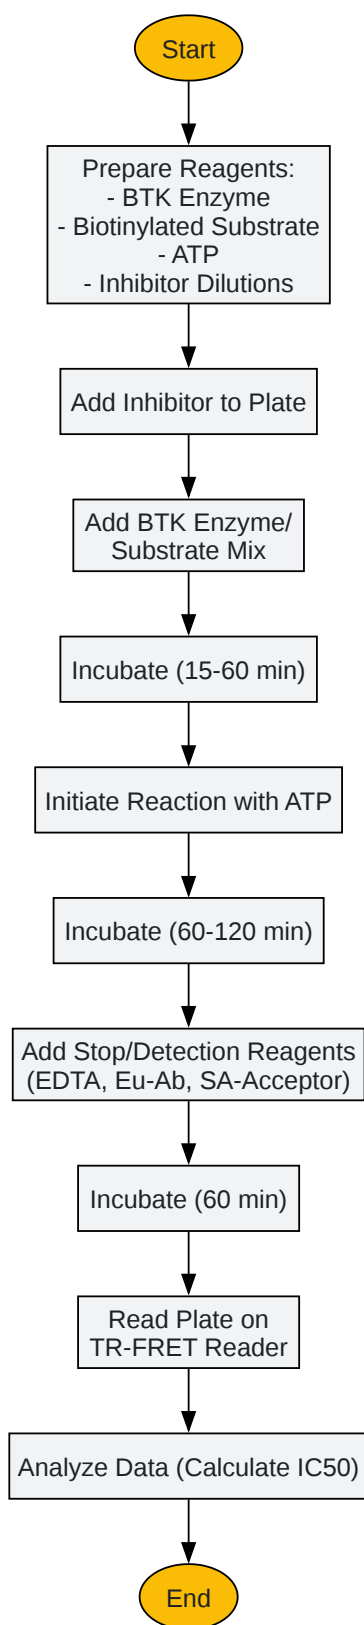 Start
Prepare Reagents:
- BTK Enzyme
- Biotinylated Substrate
- ATP
- Inhibitor Dilutions
Add Inhibitor to Plate
Add BTK Enzyme/
Substrate Mix
Incubate (15-60 min)
Initiate Reaction with ATP
Incubate (60-120 min)
Add Stop/Detection Reagents
(EDTA, Eu-Ab, SA-Acceptor)
Incubate (60 min)
Read Plate on
TR-FRET Reader
Analyze Data (Calculate IC50)
End